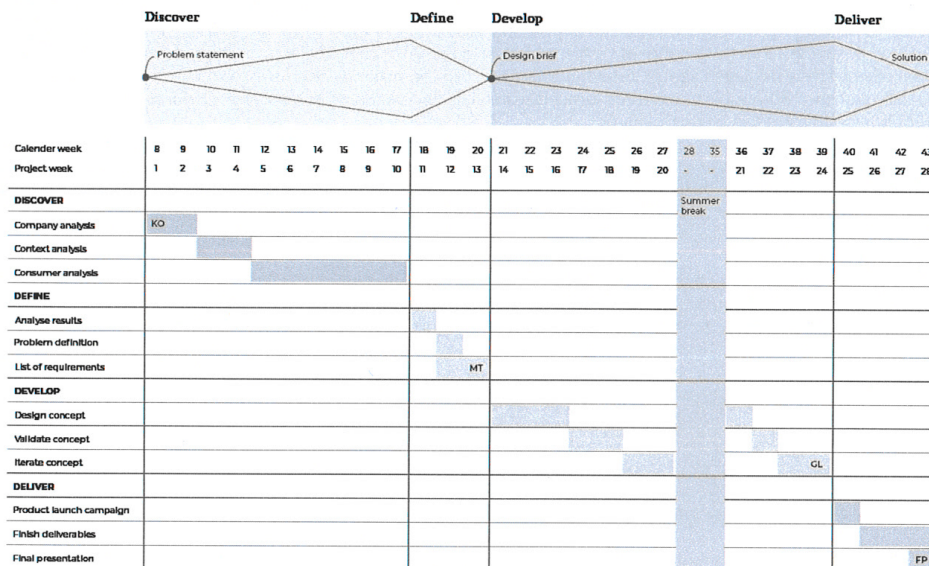 Discover Define Develop Deliver
Problem statement Design brief Solution
Calender week 8 9 10 11 12 13 14 15 16 17 18 19 20 21 22 23 24 25 26 27 28 35 36 37 38 39 40 41 42 43
Project week 1 2 3 4 5 6 7 8 9 10 11 12 13 14 15 16 17 18 19 20 - - 21 22 23 24 25 26 27 28
DISCOVER Summer
break
Company analysis KO
Context analysis
Consumer analysis
DEFINE
Analyse results
Problem definition
List of requirements MT
DEVELOP
Design concept
Validate concept
Iterate concept GL
DELIVER
Product launch campaign
Finish deliverables
Final presentation FP